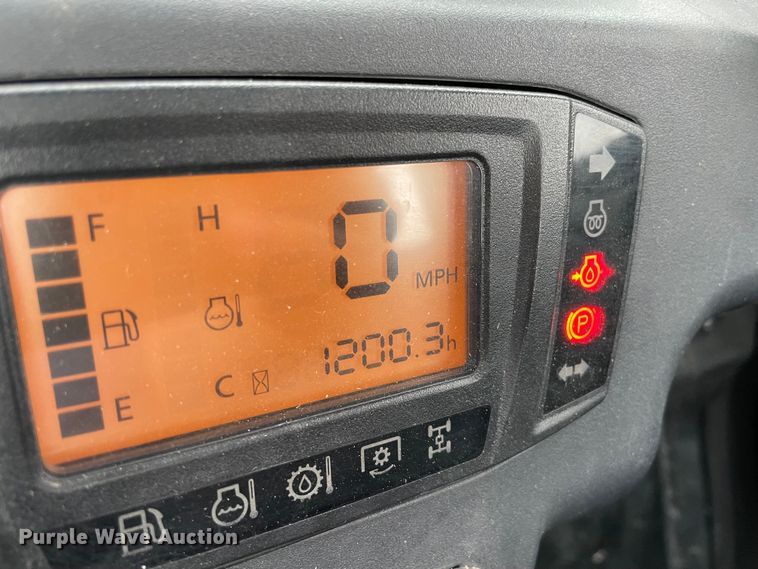 F H 0 MPH
1200.3h
E C
P
Purple Wave Auction